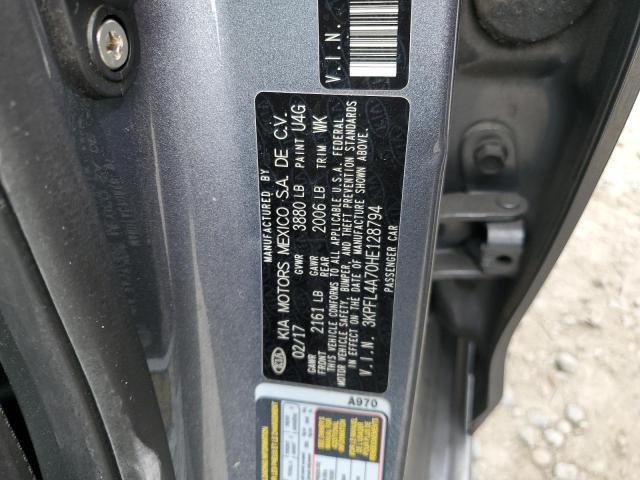 V.I.N.
MANUFACTURED BY
KIA KIA MOTORS MEXICO S.A. DE C.V.
02/17 GVWR 3880 LB PAINT U4G
GAWR FRONT 2161 LB GAWR REAR 2006 LB TRIM WK
THIS VEHICLE CONFORMS TO ALL APPLICABLE U.S.A. FEDERAL
MOTOR VEHICLE SAFETY, BUMPER, AND THEFT PREVENTION STANDARDS
IN EFFECT ON THE DATE OF MANUFACTURE SHOWN ABOVE.
V.I.N. 3KPFL4A70HE128794
PASSENGER CAR
A970